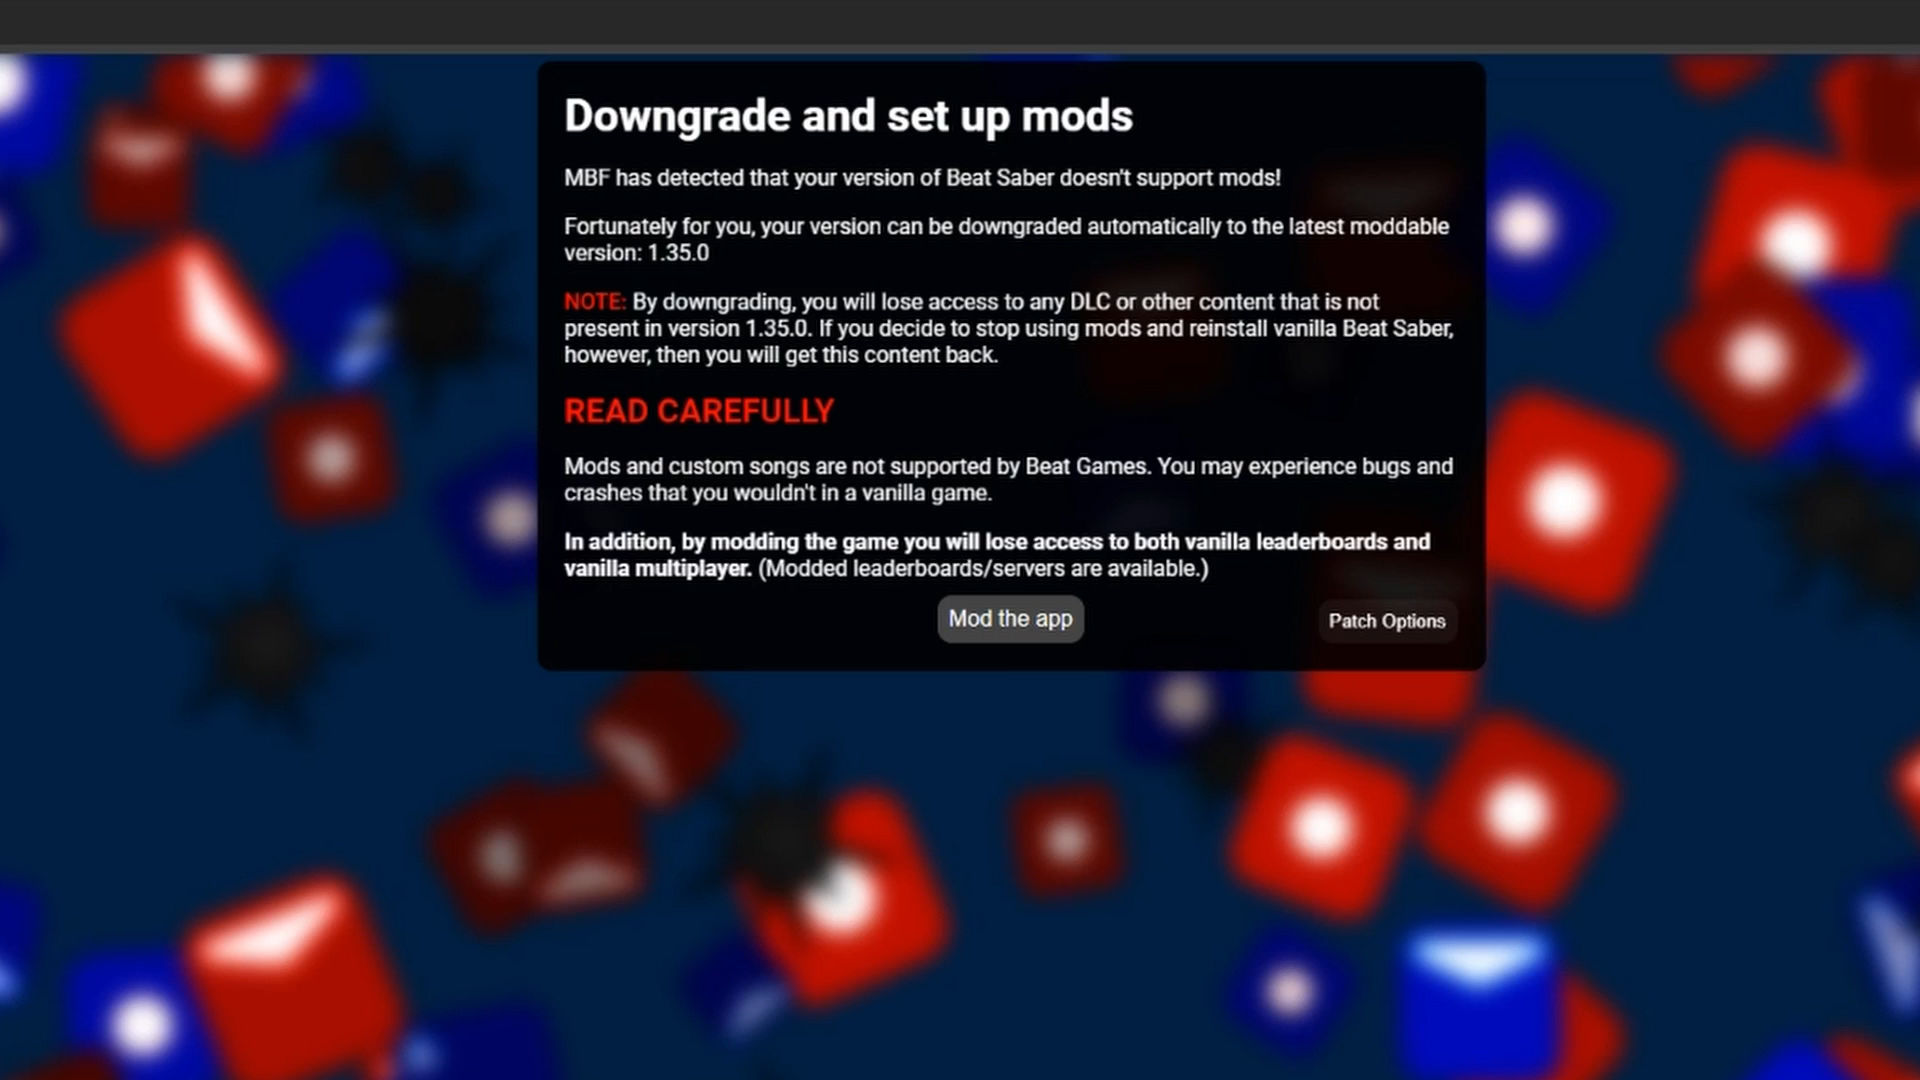 Downgrade and set up mods
MBF has detected that your version of Beat Saber doesn't support mods!
Fortunately for you, your version can be downgraded automatically to the latest moddable
version: 1.35.0
NOTE: By downgrading, you will lose access to any DLC or other content that is not
present in version 1.35.0. If you decide to stop using mods and reinstall vanilla Beat Saber,
however, then you will get this content back.
READ CAREFULLY
Mods and custom songs are not supported by Beat Games. You may experience bugs and
crashes that you wouldn't in a vanilla game.
In addition, by modding the game you will lose access to both vanilla leaderboards and
vanilla multiplayer. (Modded leaderboards/servers are available.)
Mod the app
Patch Options